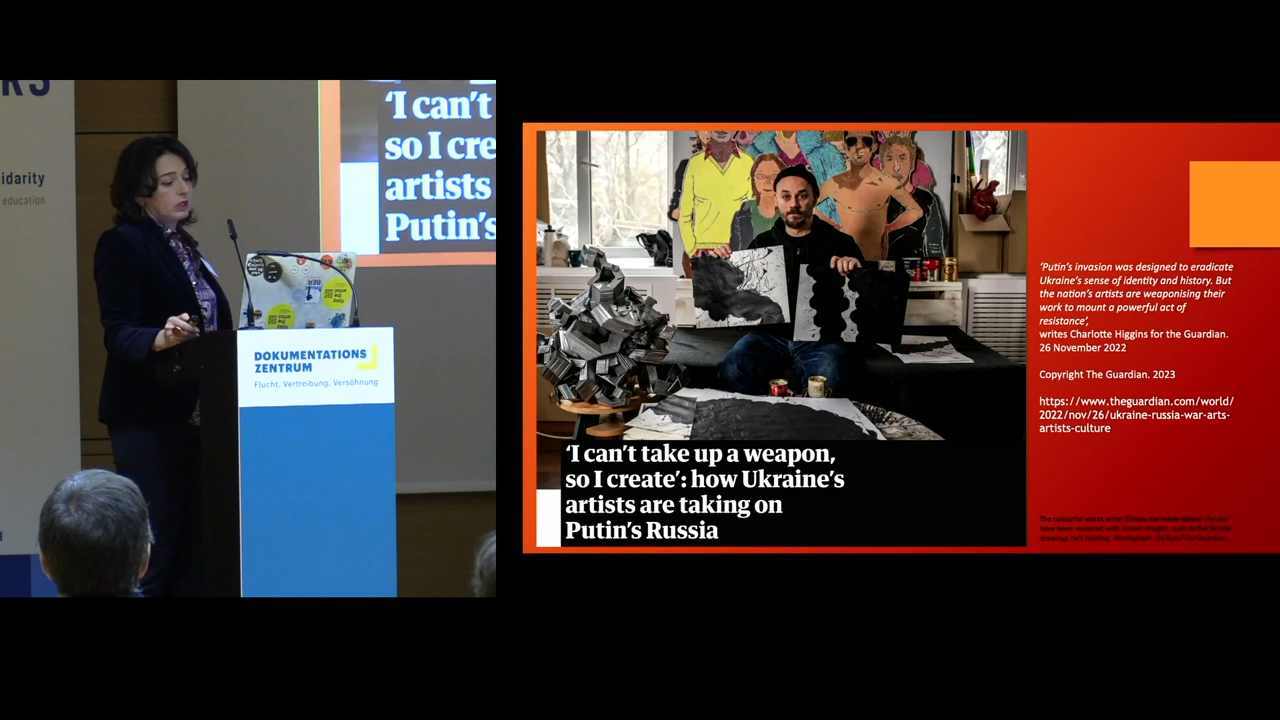 RS
idarity
education
‘I can’t
so I cre
artists
Putin’s
DOKUMENTATIONS
ZENTRUM
Flucht, Vertreibung, Versöhnung
‘I can’t take up a weapon,
so I create’: how Ukraine’s
artists are taking on
Putin’s Russia
‘Putin’s invasion was designed to eradicate
Ukraine’s sense of identity and history. But
the nation’s artists are weaponising their
work to mount a powerful act of
resistance’,
writes Charlotte Higgins for the Guardian.
26 November 2022
Copyright The Guardian. 2023
https://www.theguardian.com/world/
2022/nov/26/ukraine-russia-war-arts-
artists-culture